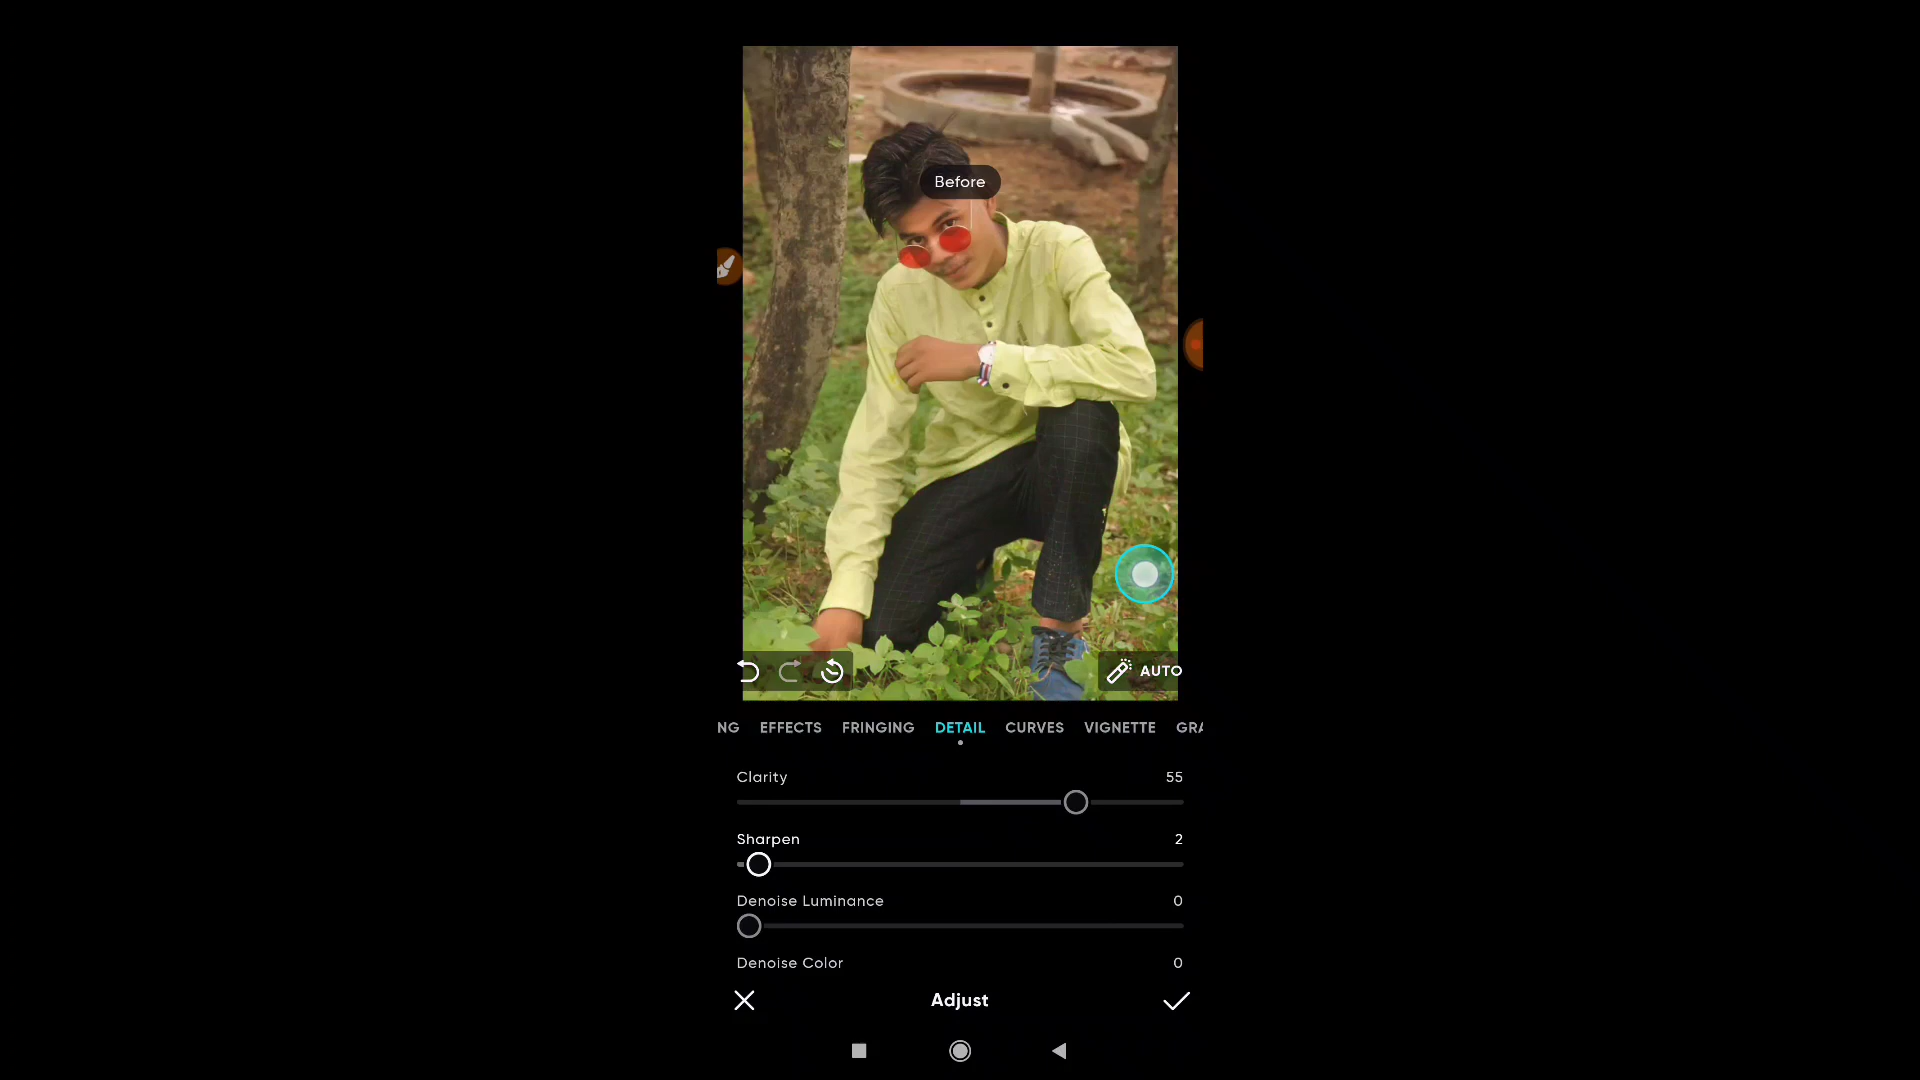 Before
AUTO
NG EFFECTS FRINGING DETAIL CURVES VIGNETTE GRA
Clarity 55
Sharpen 2
Denoise Luminance 0
Denoise Color 0
Adjust